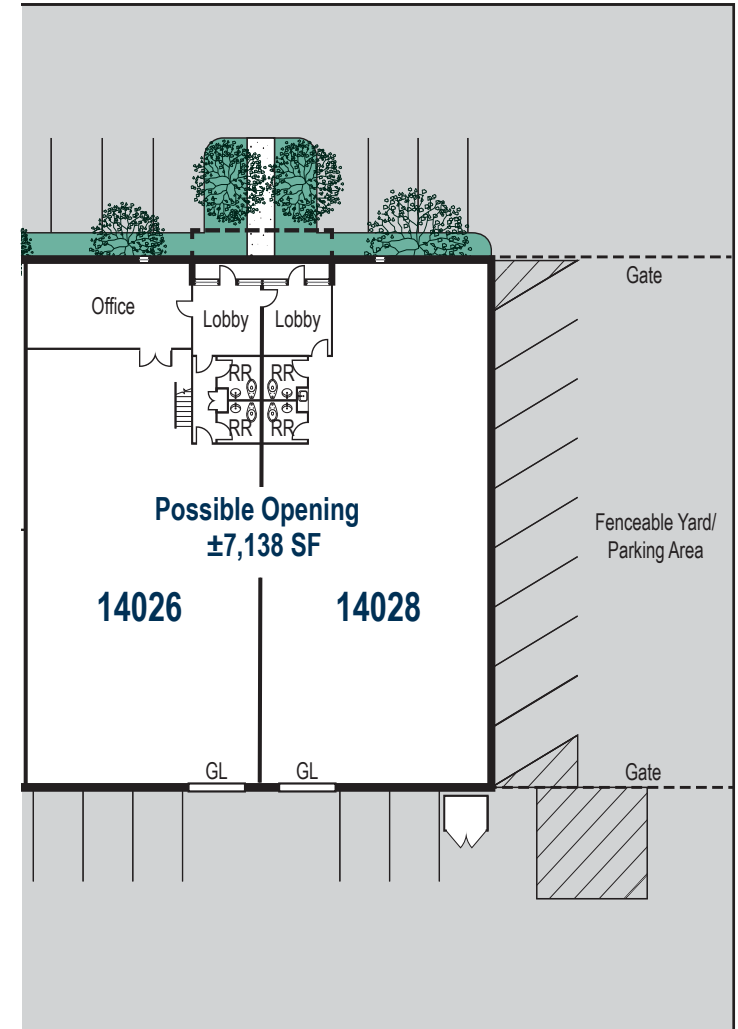 Gate
Office
Lobby
Lobby
RR
RR
RR
RR
Possible Opening
±7,138 SF
Fenceable Yard/
Parking Area
14026
14028
GL
GL
Gate